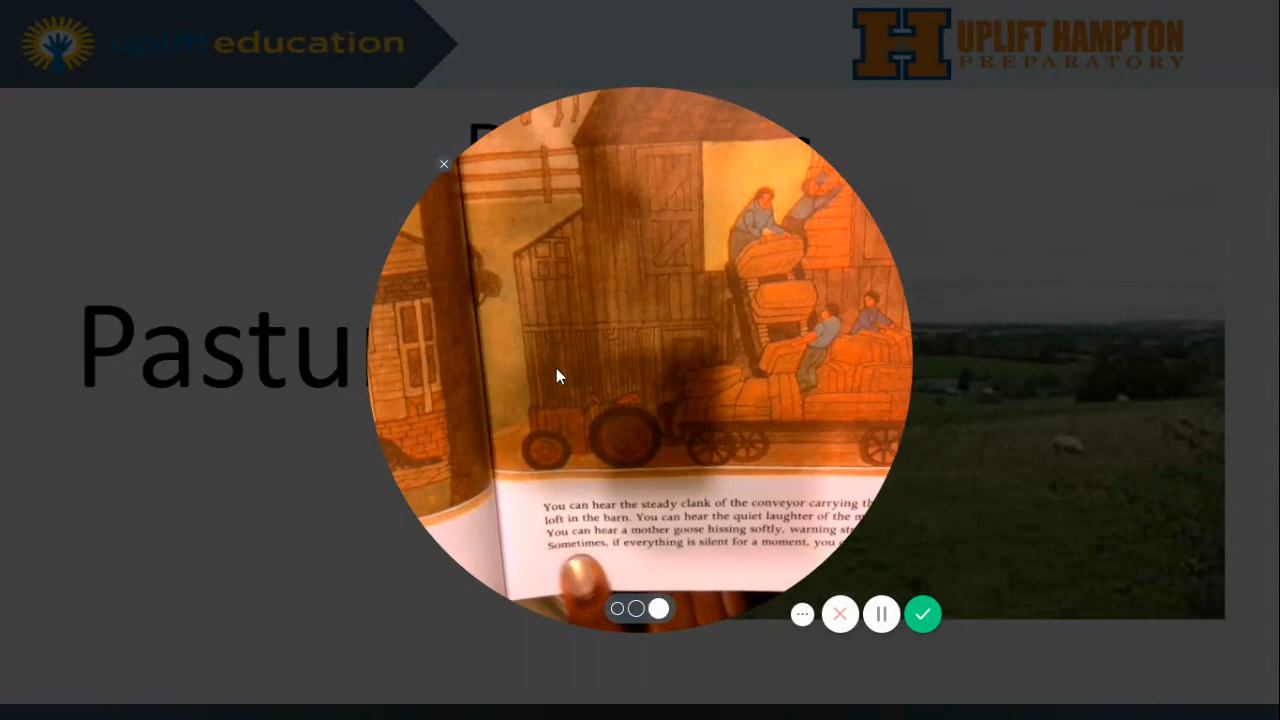 uplift education
UPLIFT HAMPTON
PREPARATORY
H
Pastu
You can hear the steady clank of the conveyor carrying
loft in the barn. You can hear the quiet laughter of the
You can hear a mother goose hissing softly, warning
Sometimes, if everything is silent for a moment, you